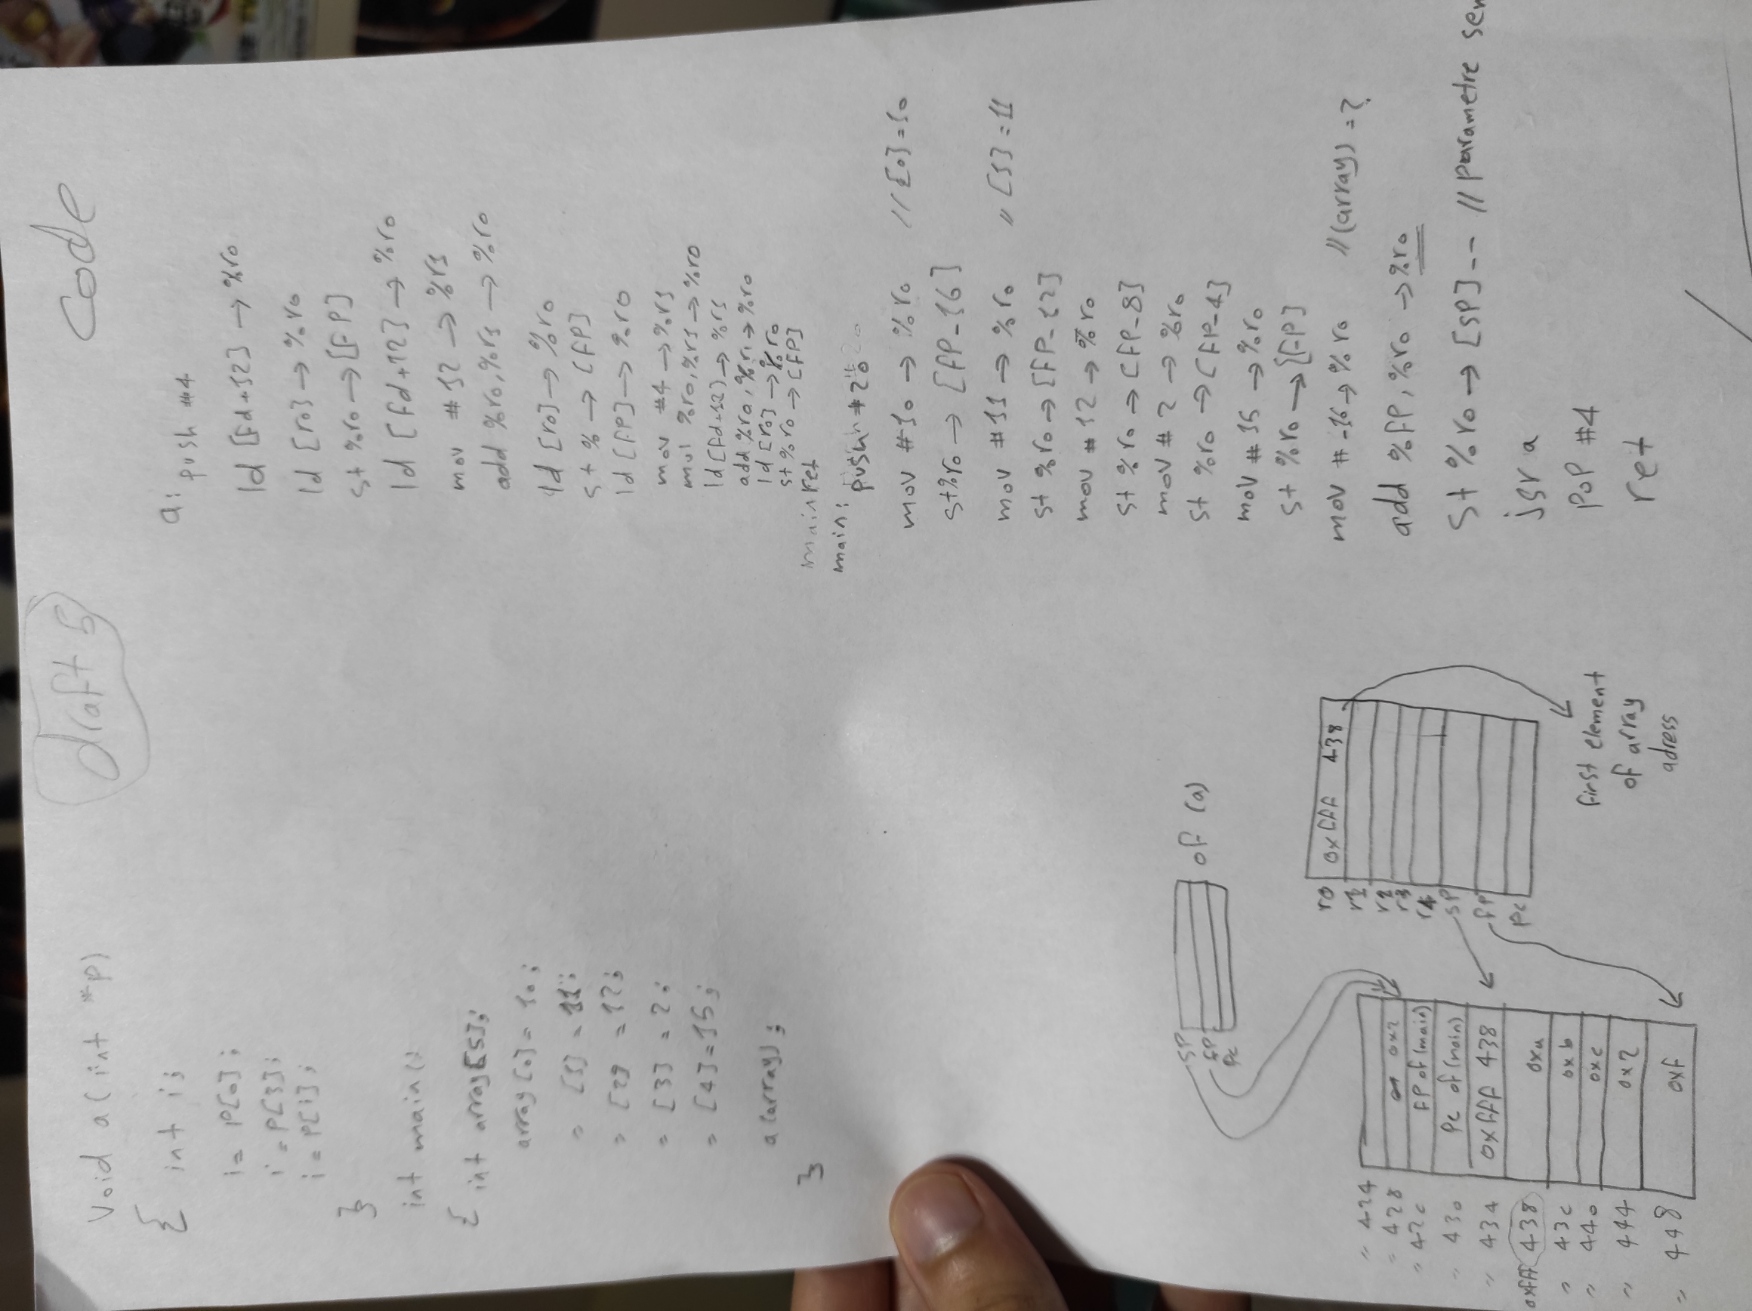 draft 5
code
void a(int *p)
{ int i;
i = p[0];
i = p[3];
i = p[i];
}
int main():
{ int array[5];
array[0] = 10;
" [1] = 11;
" [2] = 12;
" [3] = 2;
" [4] = 15;
a(array);
}
a: push #4
ld [fd+12] → %r0
ld [r0] → %r0
st %r0 → [FP]
ld [fd+12] → %r0
mov #12 → %r1
add %r0, %r1 → %r0
ld [r0] → %r0
st % → [FP]
ld [FP] → %r0
mov #4 → %r1
mul %r0, %r1 → %r0
ld [fd+12] → %r1
add %r0, %r1 → %r0
ld [r0] → %r0
st %r0 → [FP]
main ret
main: push #20
mov #10 → %r0 // [0] = 10
st %r0 → [FP-16]
mov #11 → %r0 // [1] = 11
st %r0 → [FP-12]
mov #12 → %r0
st %r0 → [FP-8]
mov #2 → %r0
st %r0 → [FP-4]
mov #15 → %r0
st %r0 → [FP]
mov #-16 → %r0 // (array) = ?
add %FP, %r0 → %r0
st %r0 → [SP]-- // parametre
jsr a
pop #4
ret
SP
FP
PC
of (a)
" 424
" 428 0x2
" 42c FP of (main)
" 430 PC of (main)
" 434 0xfff 438
0xfff 438 0xa
" 43c 0xb
" 440 0xc
" 444 0x2
" 448 0xf
r0 0xfff 438
r1
r2
r3
r4
SP
FP
PC
first element
of array
adress